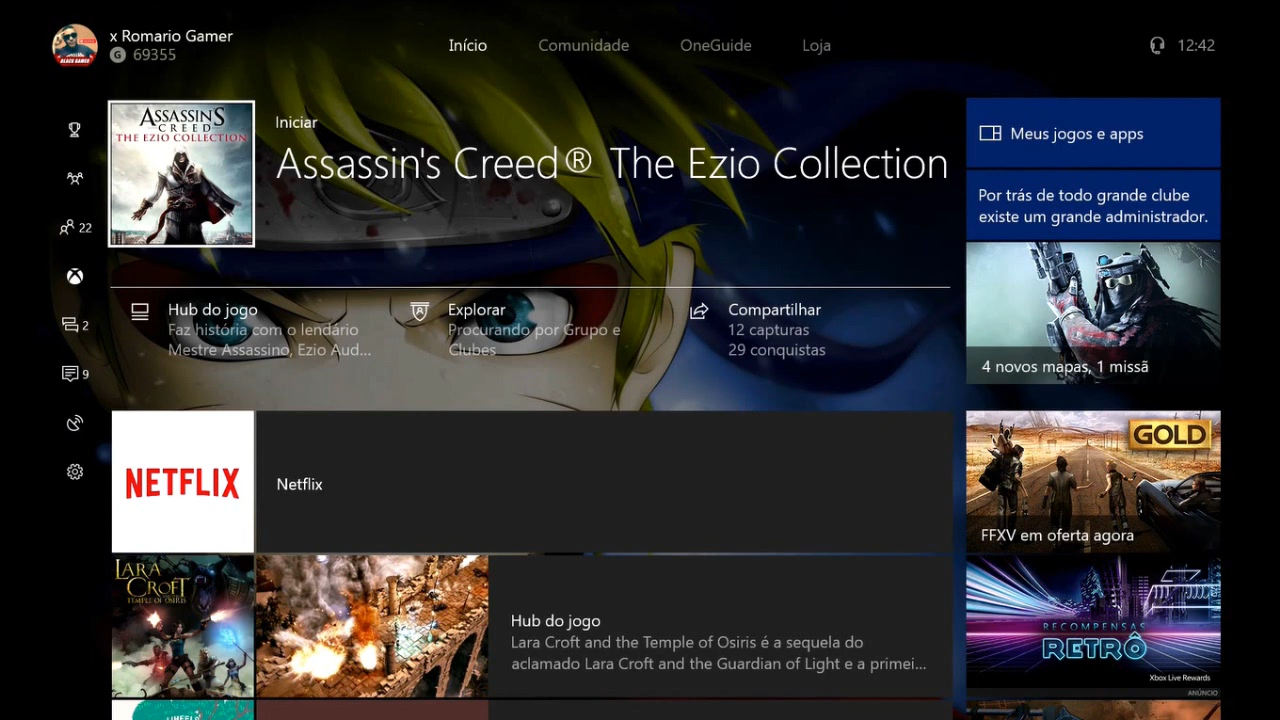 x Romario Gamer
G 69355
Início
Comunidade
OneGuide
Loja
12:42
BLACK GAMER
22
2
9
ASSASSIN'S
CREED
THE EZIO COLLECTION
Iniciar
Assassin's Creed® The Ezio Collection
Hub do jogo
Faz história com o lendário
Mestre Assassino, Ezio Aud...
Explorar
Procurando por Grupo e
Clubes
Compartilhar
12 capturas
29 conquistas
Meus jogos e apps
Por trás de todo grande clube
existe um grande administrador.
4 novos mapas, 1 missã
NETFLIX
Netflix
GOLD
FFXV em oferta agora
LARA
CROFT
TEMPLE OF OSIRIS
Hub do jogo
Lara Croft and the Temple of Osiris é a sequela do
aclamado Lara Croft and the Guardian of Light e a primei...
RECOMPENSAS
RETRÔ
Xbox Live Rewards
ANÚNCIO